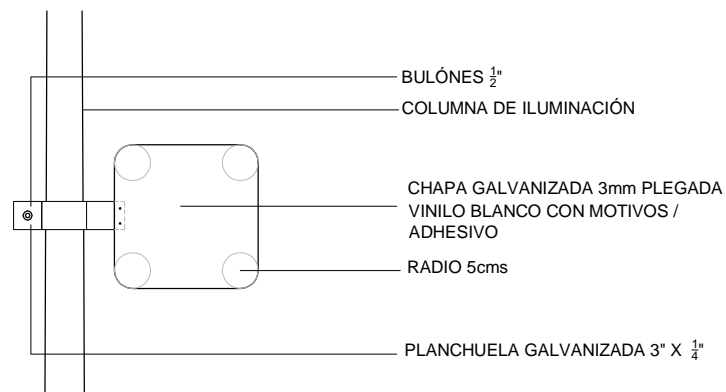 BULÓNES 1/2"
COLUMNA DE ILUMINACIÓN
CHAPA GALVANIZADA 3mm PLEGADA
VINILO BLANCO CON MOTIVOS /
ADHESIVO
RADIO 5cms
PLANCHUELA GALVANIZADA 3" X 1/4"